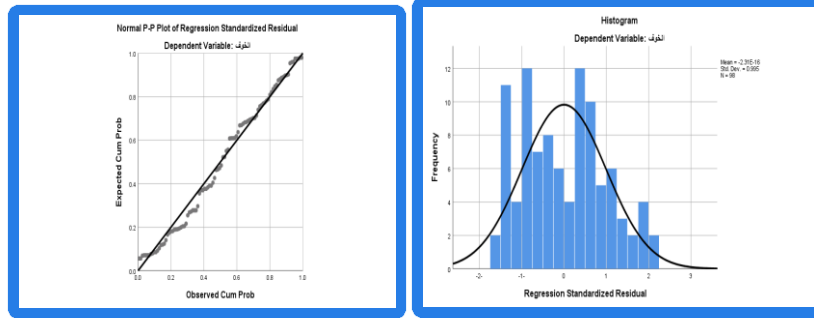 Normal P-P Plot of Regression Standardized Residual
Dependent Variable: الخوف
Expected Cum Prob
1.0
0.8
0.6
0.4
0.2
0.0
0.0 0.2 0.4 0.6 0.8 1.0
Observed Cum Prob
Histogram
Dependent Variable: الخوف
Mean = -2.31E-16
Std. Dev. = 0.995
N = 98
Frequency
12
10
8
6
4
2
0
2- 1- 0 1 2 3
Regression Standardized Residual